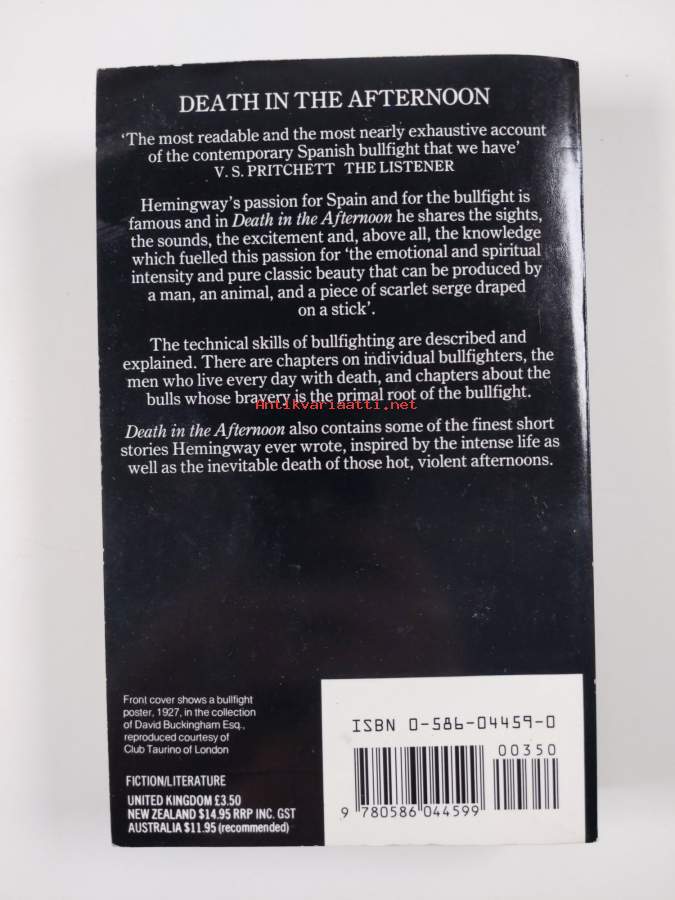 DEATH IN THE AFTERNOON
‘The most readable and the most nearly exhaustive account
of the contemporary Spanish bullfight that we have’
V. S. PRITCHETT THE LISTENER
Hemingway’s passion for Spain and for the bullfight is
famous and in Death in the Afternoon he shares the sights,
the sounds, the excitement and, above all, the knowledge
which fuelled this passion for ‘the emotional and spiritual
intensity and pure classic beauty that can be produced by
a man, an animal, and a piece of scarlet serge draped
on a stick’.
The technical skills of bullfighting are described and
explained. There are chapters on individual bullfighters, the
men who live every day with death, and chapters about the
bulls whose bravery is the primal root of the bullfight.
Antikvariaatti.net
Death in the Afternoon also contains some of the finest short
stories Hemingway ever wrote, inspired by the intense life as
well as the inevitable death of those hot, violent afternoons.
Front cover shows a bullfight
poster, 1927, in the collection
of David Buckingham Esq.,
reproduced courtesy of
Club Taurino of London
FICTION/LITERATURE
UNITED KINGDOM £3.50
NEW ZEALAND $14.95 RRP INC. GST
AUSTRALIA $11.95 (recommended)
ISBN 0-586-04459-0
00350
9 780586 044599